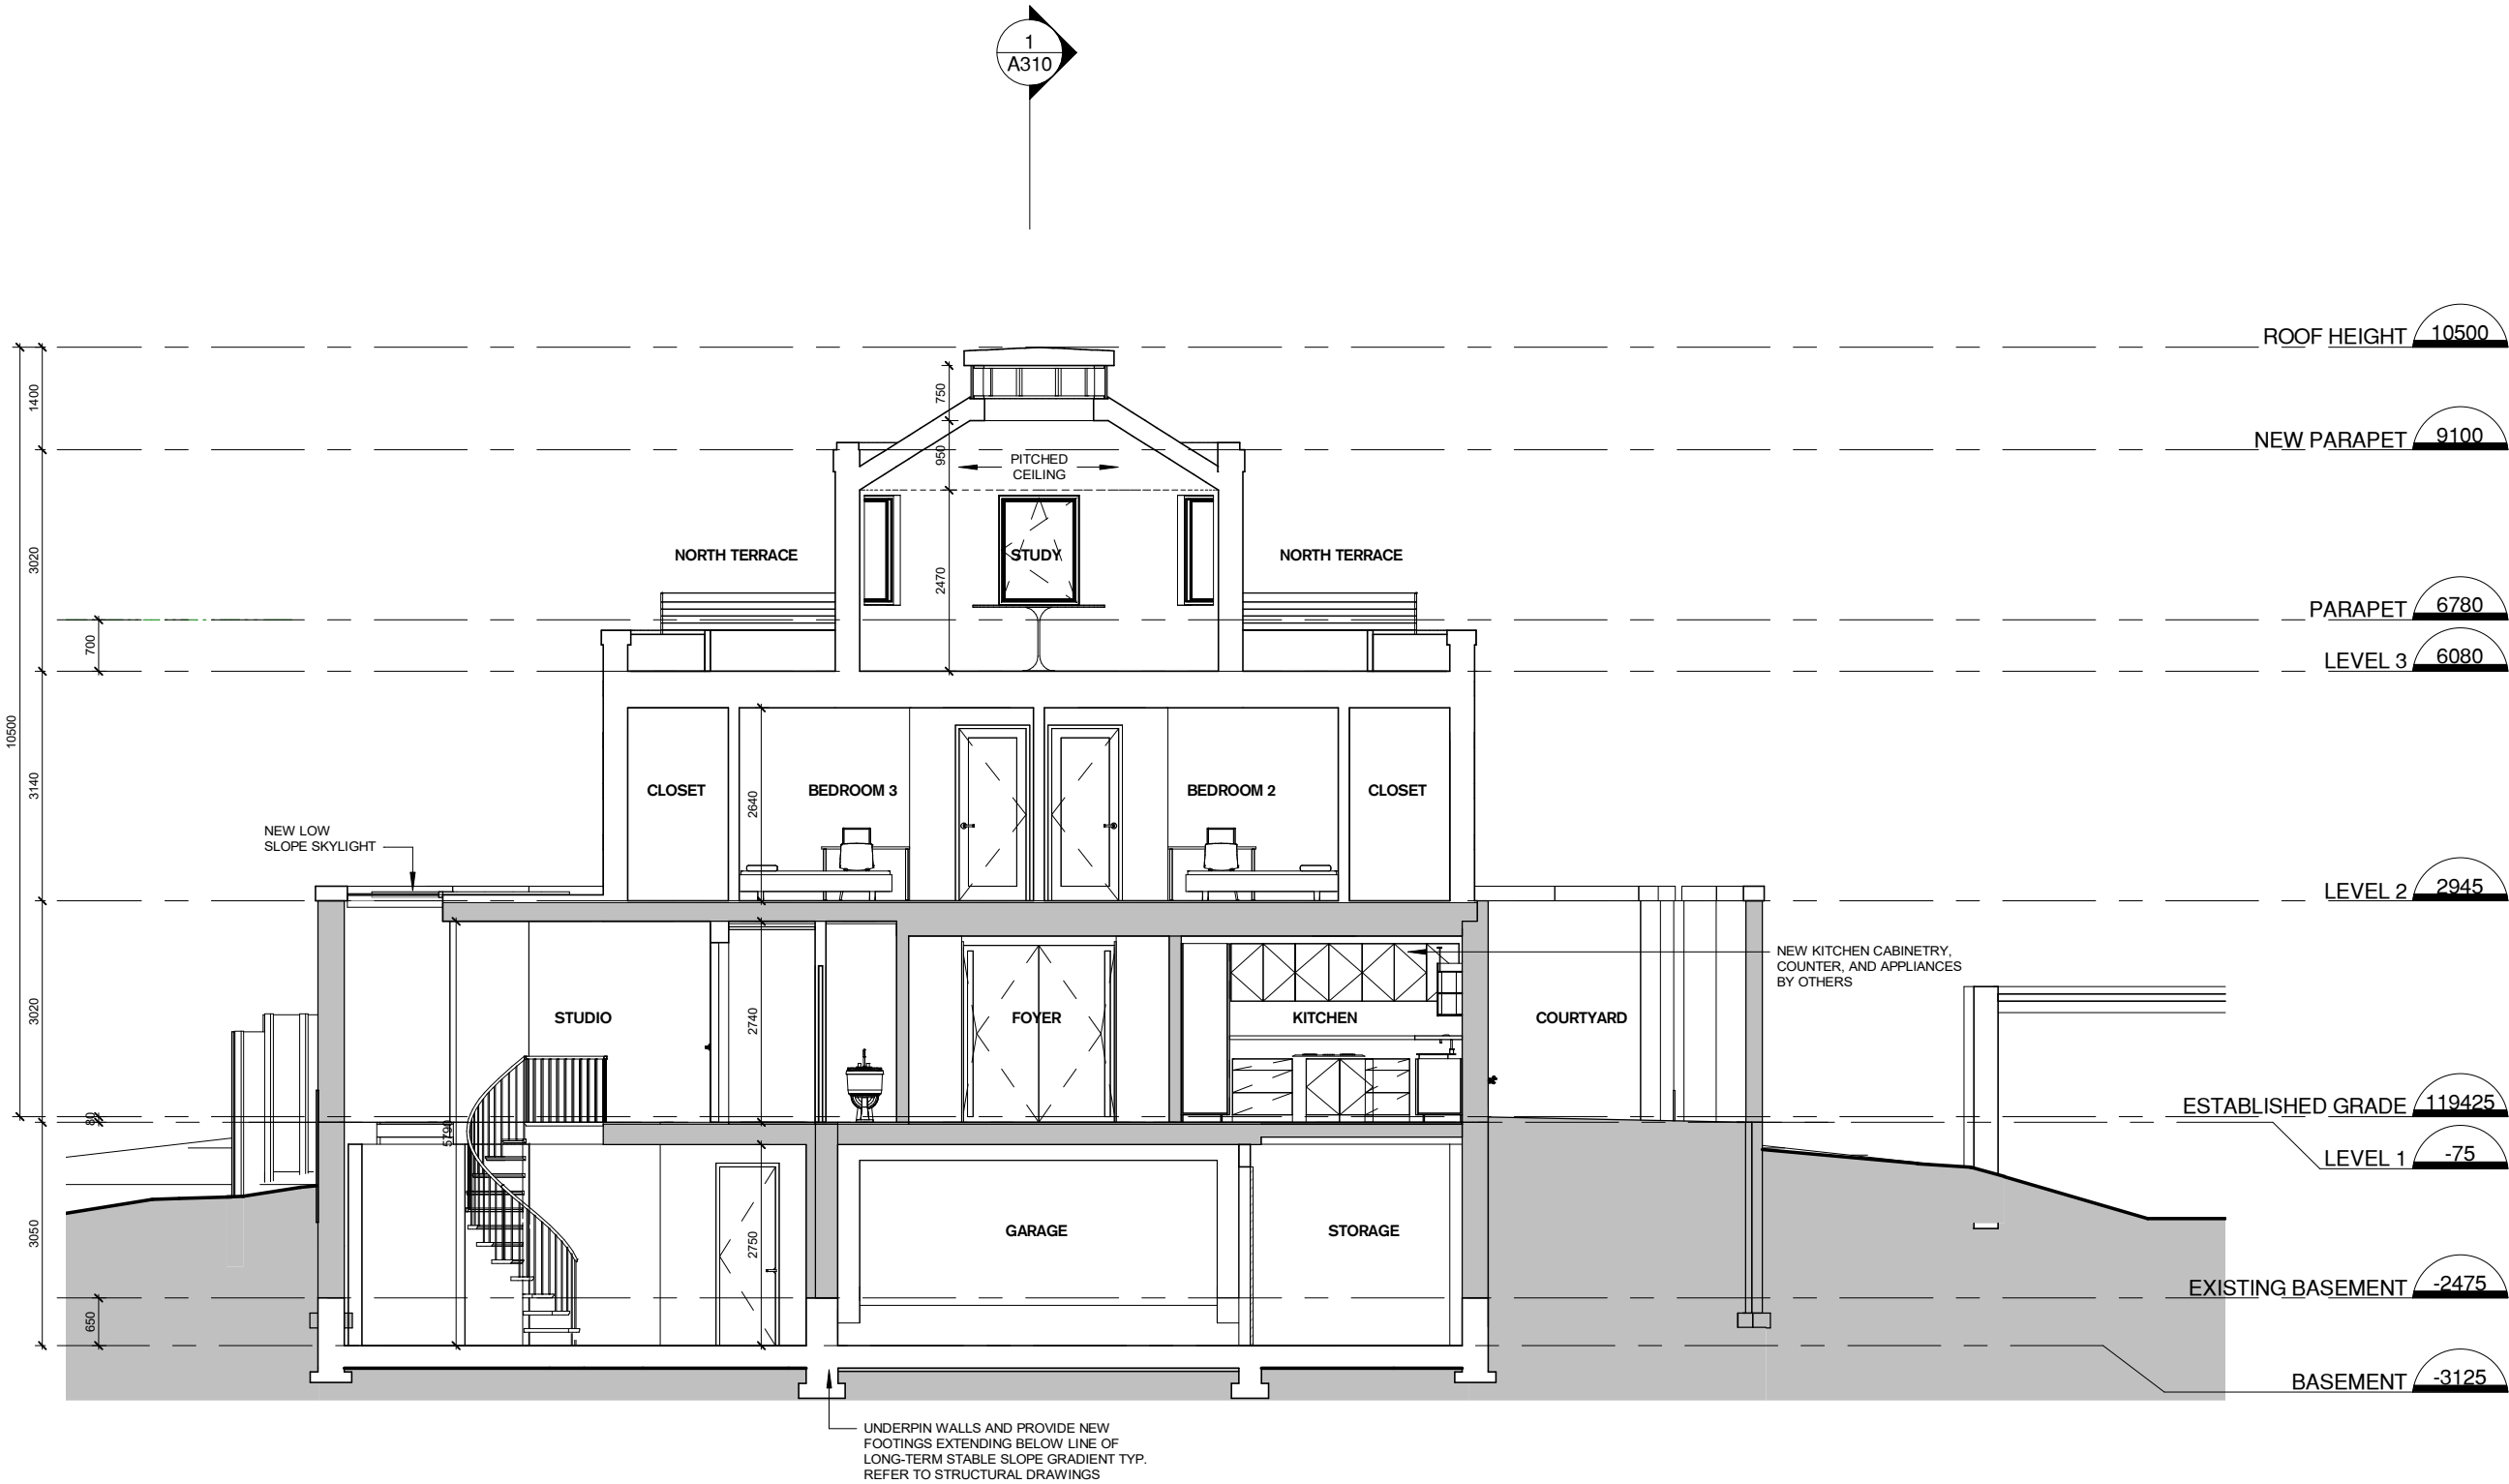 1
A310
ROOF HEIGHT 10500
NEW PARAPET 9100
PARAPET 6780
LEVEL 3 6080
LEVEL 2 2945
ESTABLISHED GRADE 119425
LEVEL 1 -75
EXISTING BASEMENT -2475
BASEMENT -3125
10500
1400
3020
700
3140
3020
80
3050
650
750
950
2470
PITCHED
CEILING
NORTH TERRACE
STUDY
NORTH TERRACE
CLOSET
BEDROOM 3
2640
BEDROOM 2
CLOSET
NEW LOW
SLOPE SKYLIGHT
NEW KITCHEN CABINETRY,
COUNTER, AND APPLIANCES
BY OTHERS
STUDIO
2740
FOYER
KITCHEN
COURTYARD
5790
2750
GARAGE
STORAGE
UNDERPIN WALLS AND PROVIDE NEW
FOOTINGS EXTENDING BELOW LINE OF
LONG-TERM STABLE SLOPE GRADIENT TYP.
REFER TO STRUCTURAL DRAWINGS